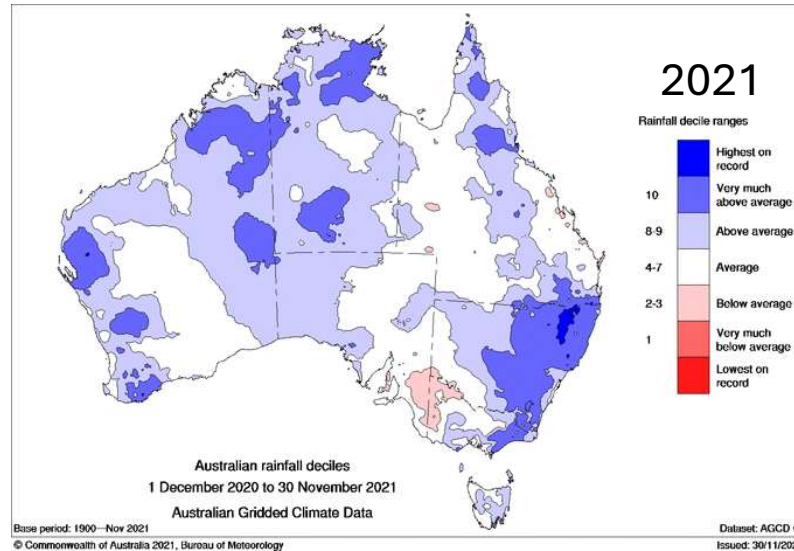 2021
Rainfall decile ranges
Highest on
record
10
Very much
above average
8-9
Above average
4-7
Average
2-3
Below average
1
Very much
below average
Lowest on
record
Australian rainfall deciles
1 December 2020 to 30 November 2021
Australian Gridded Climate Data
Base period: 1900—Nov 2021
Dataset: AGCD
© Commonwealth of Australia 2021, Bureau of Meteorology
Issued: 30/11/202